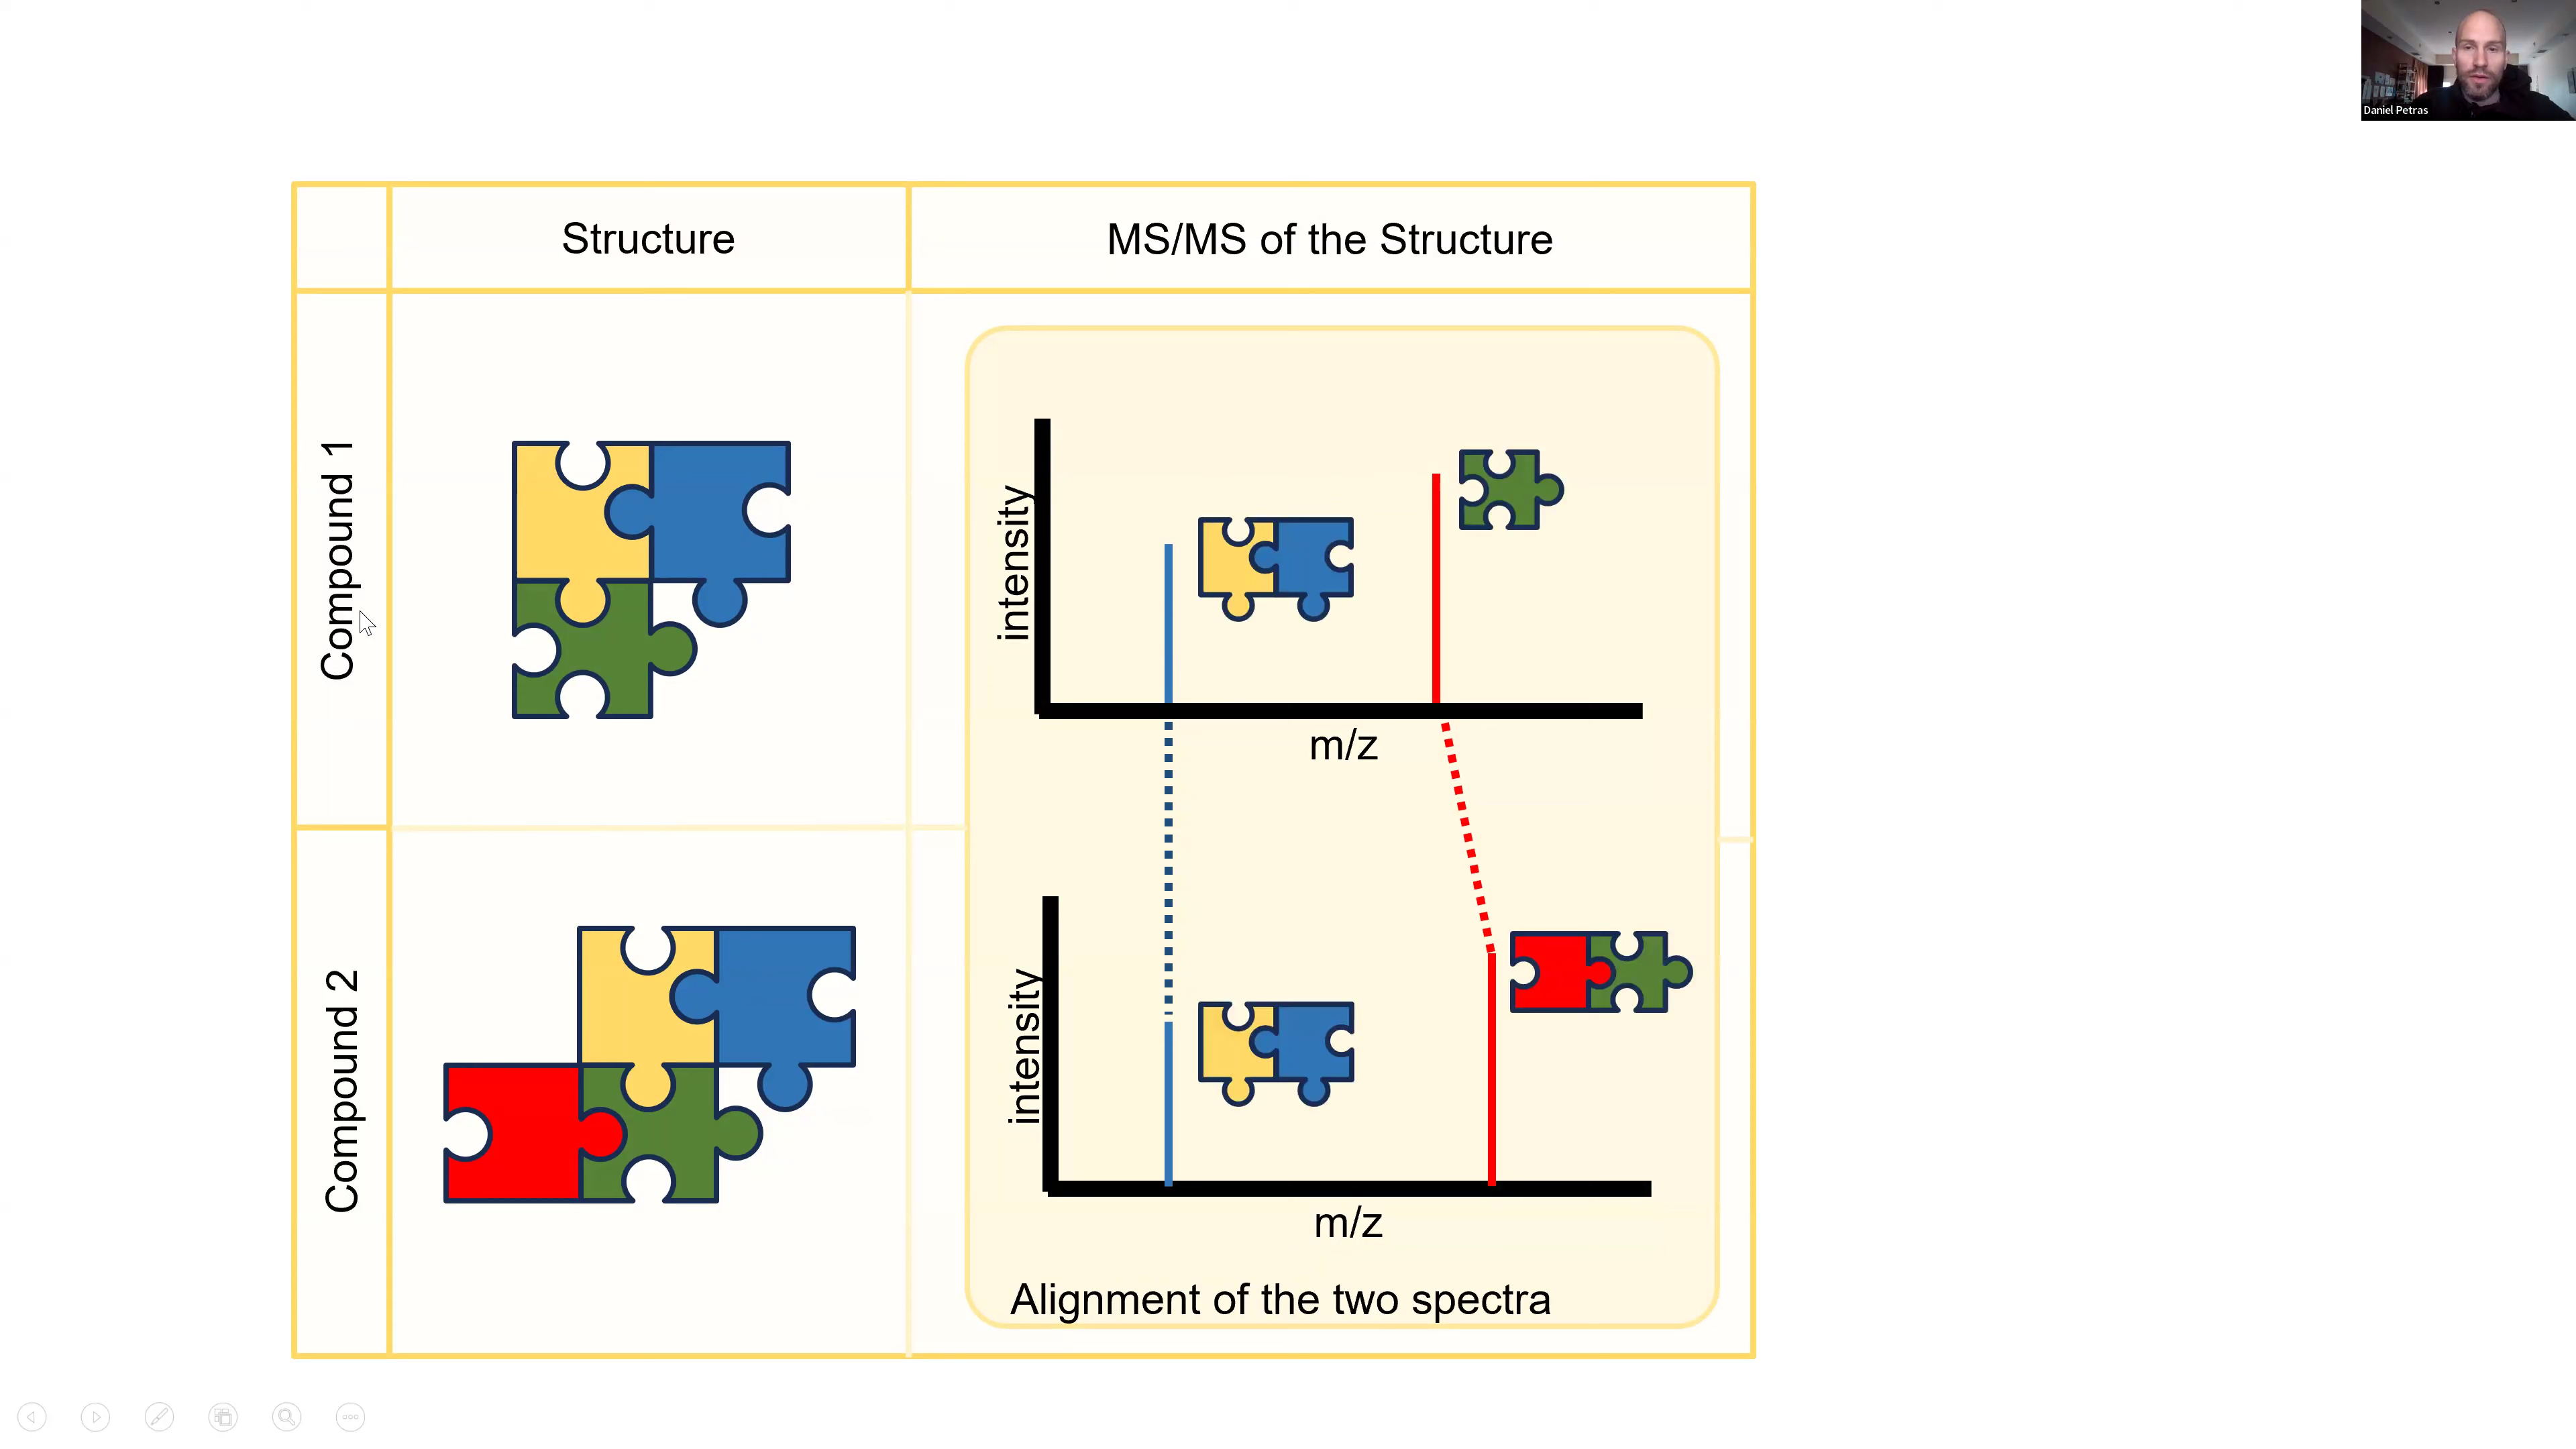 Daniel Petras
Structure
MS/MS of the Structure
Compound 1
intensity
m/z
Compound 2
intensity
m/z
Alignment of the two spectra